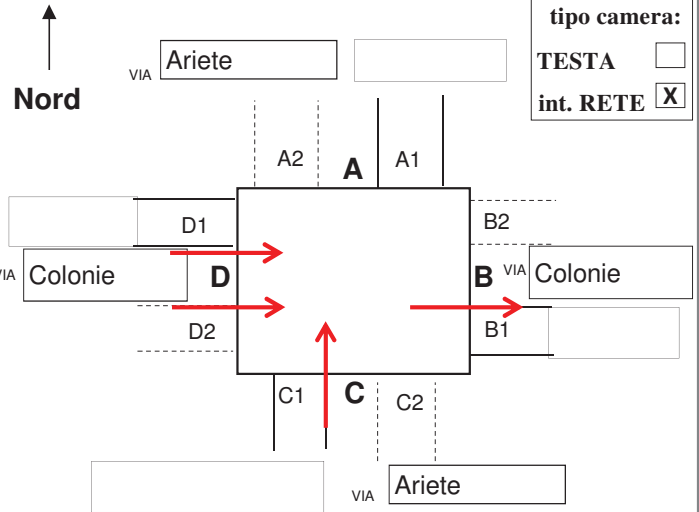 tipo camera:
TESTA
int. RETE X
Nord
VIA Ariete
A2 A A1
D1 B2
VIA Colonie D B VIA Colonie
D2 B1
C1 C C2
VIA Ariete